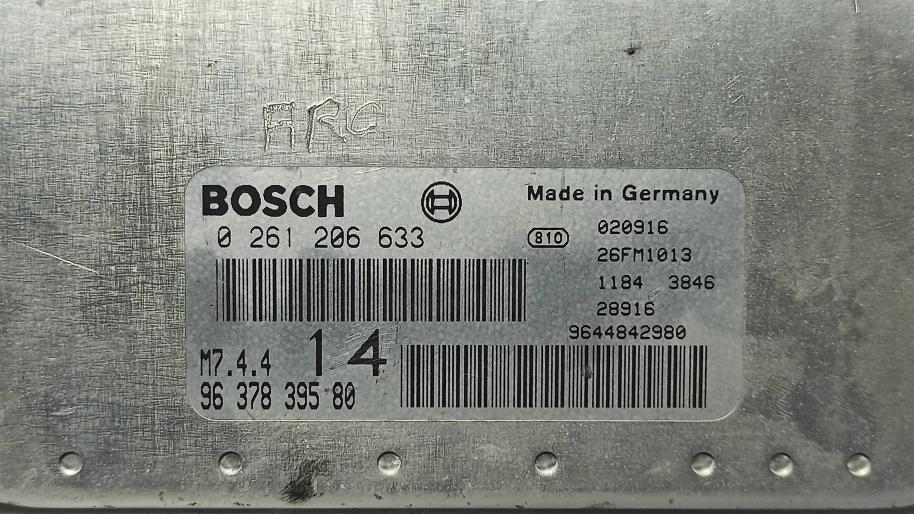 ARC
BOSCH
Made in Germany
0 261 206 633
810
020916
26FM1013
1184 3846
28916
9644842980
M7.4.4
14
96 378 395 80